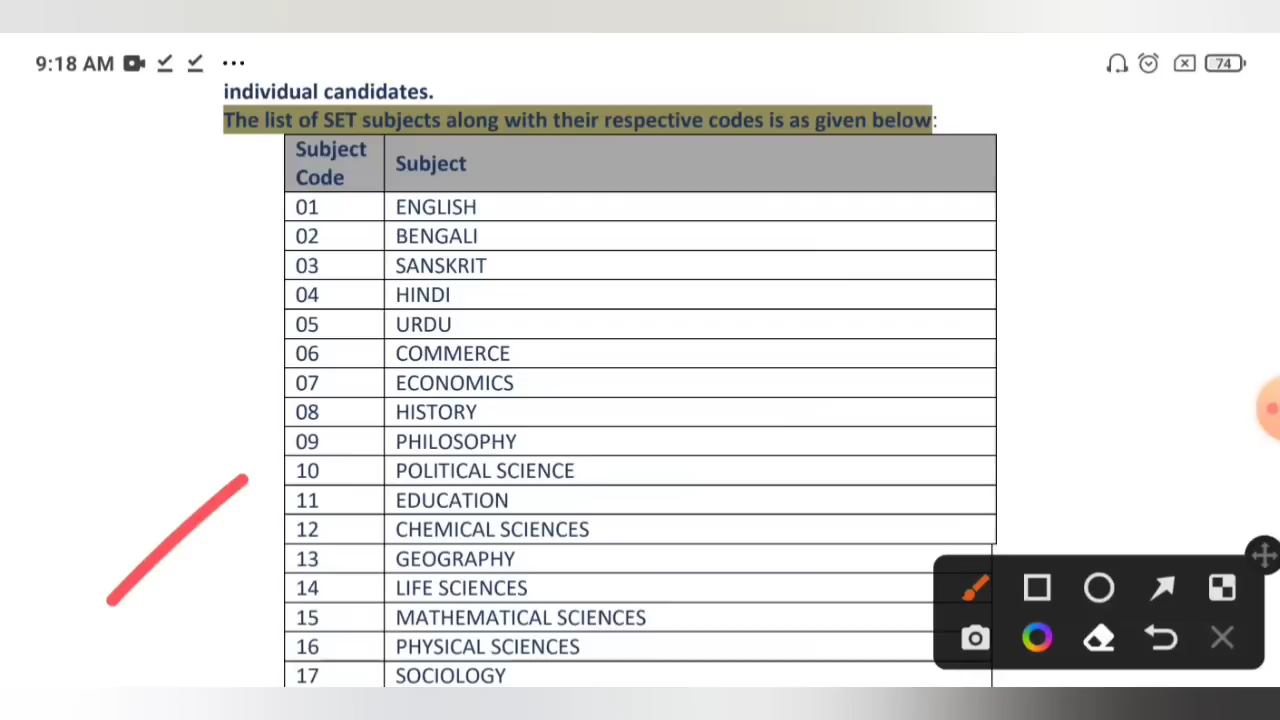 9:18 AM ... 74
individual candidates.
The list of SET subjects along with their respective codes is as given below:
Subject Code Subject
01 ENGLISH
02 BENGALI
03 SANSKRIT
04 HINDI
05 URDU
06 COMMERCE
07 ECONOMICS
08 HISTORY
09 PHILOSOPHY
10 POLITICAL SCIENCE
11 EDUCATION
12 CHEMICAL SCIENCES
13 GEOGRAPHY
14 LIFE SCIENCES
15 MATHEMATICAL SCIENCES
16 PHYSICAL SCIENCES
17 SOCIOLOGY